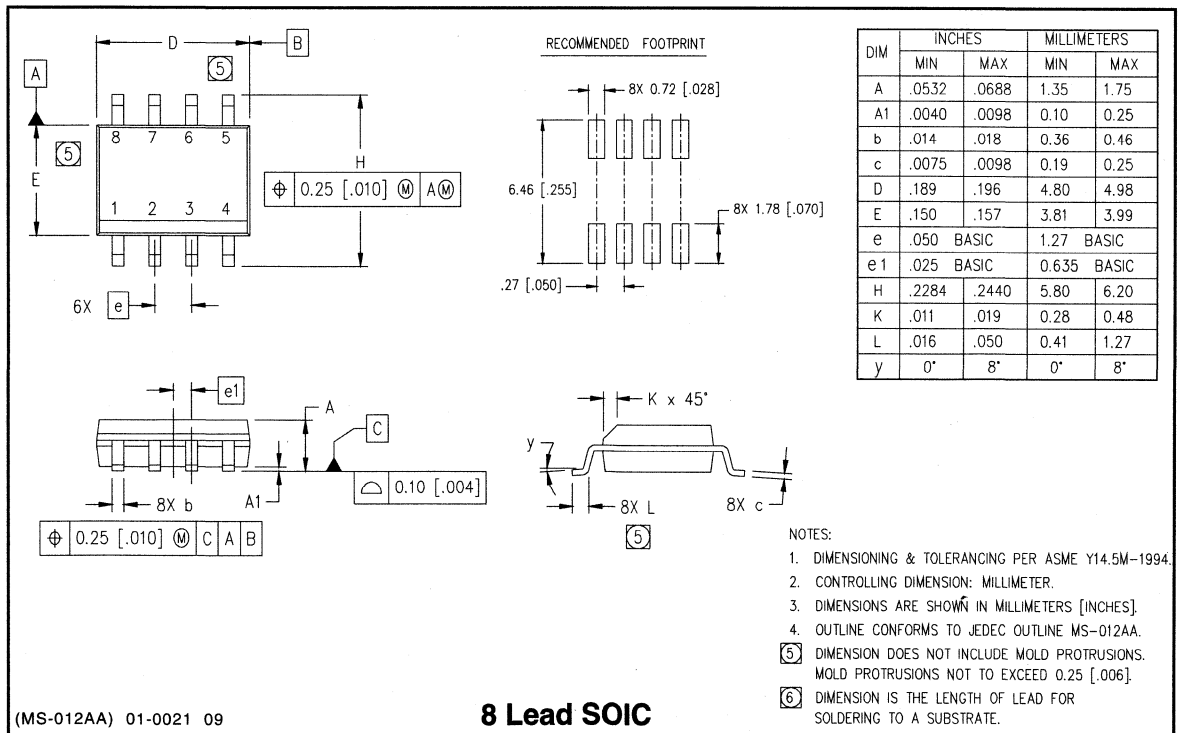 D
B
A
5
8 7 6 5
5
E
H
⌖ 0.25 [.010] Ⓜ A Ⓜ
1 2 3 4
6X e
RECOMMENDED FOOTPRINT
8X 0.72 [.028]
6.46 [.255]
8X 1.78 [.070]
.27 [.050]
DIM INCHES MILLIMETERS
MIN MAX MIN MAX
A .0532 .0688 1.35 1.75
A1 .0040 .0098 0.10 0.25
b .014 .018 0.36 0.46
c .0075 .0098 0.19 0.25
D .189 .196 4.80 4.98
E .150 .157 3.81 3.99
e .050 BASIC 1.27 BASIC
e1 .025 BASIC 0.635 BASIC
H .2284 .2440 5.80 6.20
K .011 .019 0.28 0.48
L .016 .050 0.41 1.27
y 0° 8° 0° 8°
e1
A
C
⌓ 0.10 [.004]
8X b
A1
⌖ 0.25 [.010] Ⓜ C A B
K x 45°
y
8X L
5
8X c
NOTES:
1. DIMENSIONING & TOLERANCING PER ASME Y14.5M-1994.
2. CONTROLLING DIMENSION: MILLIMETER.
3. DIMENSIONS ARE SHOWN IN MILLIMETERS [INCHES].
4. OUTLINE CONFORMS TO JEDEC OUTLINE MS-012AA.
5 DIMENSION DOES NOT INCLUDE MOLD PROTRUSIONS.
MOLD PROTRUSIONS NOT TO EXCEED 0.25 [.006].
6 DIMENSION IS THE LENGTH OF LEAD FOR
SOLDERING TO A SUBSTRATE.
(MS-012AA) 01-0021 09
8 Lead SOIC